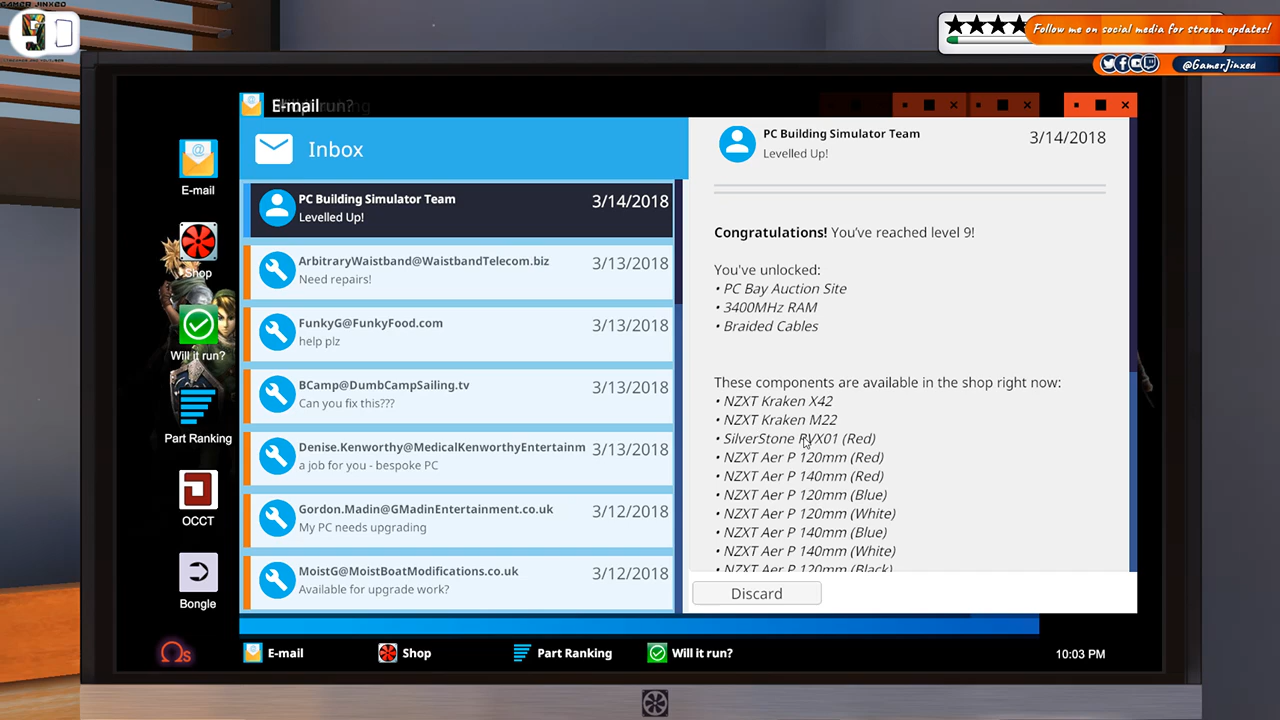 GAMER JINXED
Follow me on social media for stream updates!
@GamerJinxed
E-mail
Inbox
PC Building Simulator Team
3/14/2018
Levelled Up!
ArbitraryWaistband@WaistbandTelecom.biz
3/13/2018
Need repairs!
FunkyG@FunkyFood.com
3/13/2018
help plz
BCamp@DumbCampSailing.tv
3/13/2018
Can you fix this???
Denise.Kenworthy@MedicalKenworthyEntertainm
3/13/2018
a job for you - bespoke PC
Gordon.Madin@GMadinEntertainment.co.uk
3/12/2018
My PC needs upgrading
MoistG@MoistBoatModifications.co.uk
3/12/2018
Available for upgrade work?
PC Building Simulator Team
3/14/2018
Levelled Up!
Congratulations! You've reached level 9!
You've unlocked:
• PC Bay Auction Site
• 3400MHz RAM
• Braided Cables
These components are available in the shop right now:
• NZXT Kraken X42
• NZXT Kraken M22
• SilverStone RVX01 (Red)
• NZXT Aer P 120mm (Red)
• NZXT Aer P 140mm (Red)
• NZXT Aer P 120mm (Blue)
• NZXT Aer P 120mm (White)
• NZXT Aer P 140mm (Blue)
• NZXT Aer P 140mm (White)
• NZXT Aer P 120mm (Black)
Discard
E-mail
Shop
Will it run?
Part Ranking
OCCT
Bongle
Ωs
E-mail
Shop
Part Ranking
Will it run?
10:03 PM